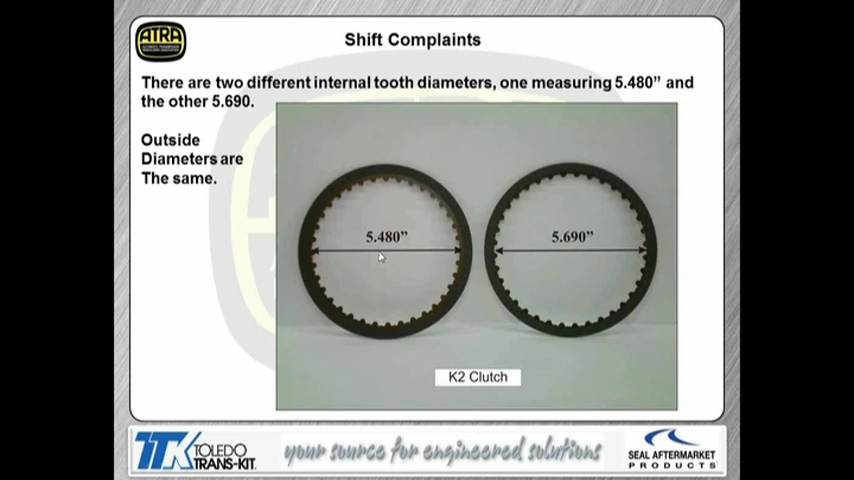 ATRA
Shift Complaints
There are two different internal tooth diameters, one measuring 5.480” and
the other 5.690.
Outside
Diameters are
The same.
5.480”
5.690”
K2 Clutch
TTK TOLEDO
TRANS-KIT.
your source for engineered solutions
SEAL AFTERMARKET
PRODUCTS